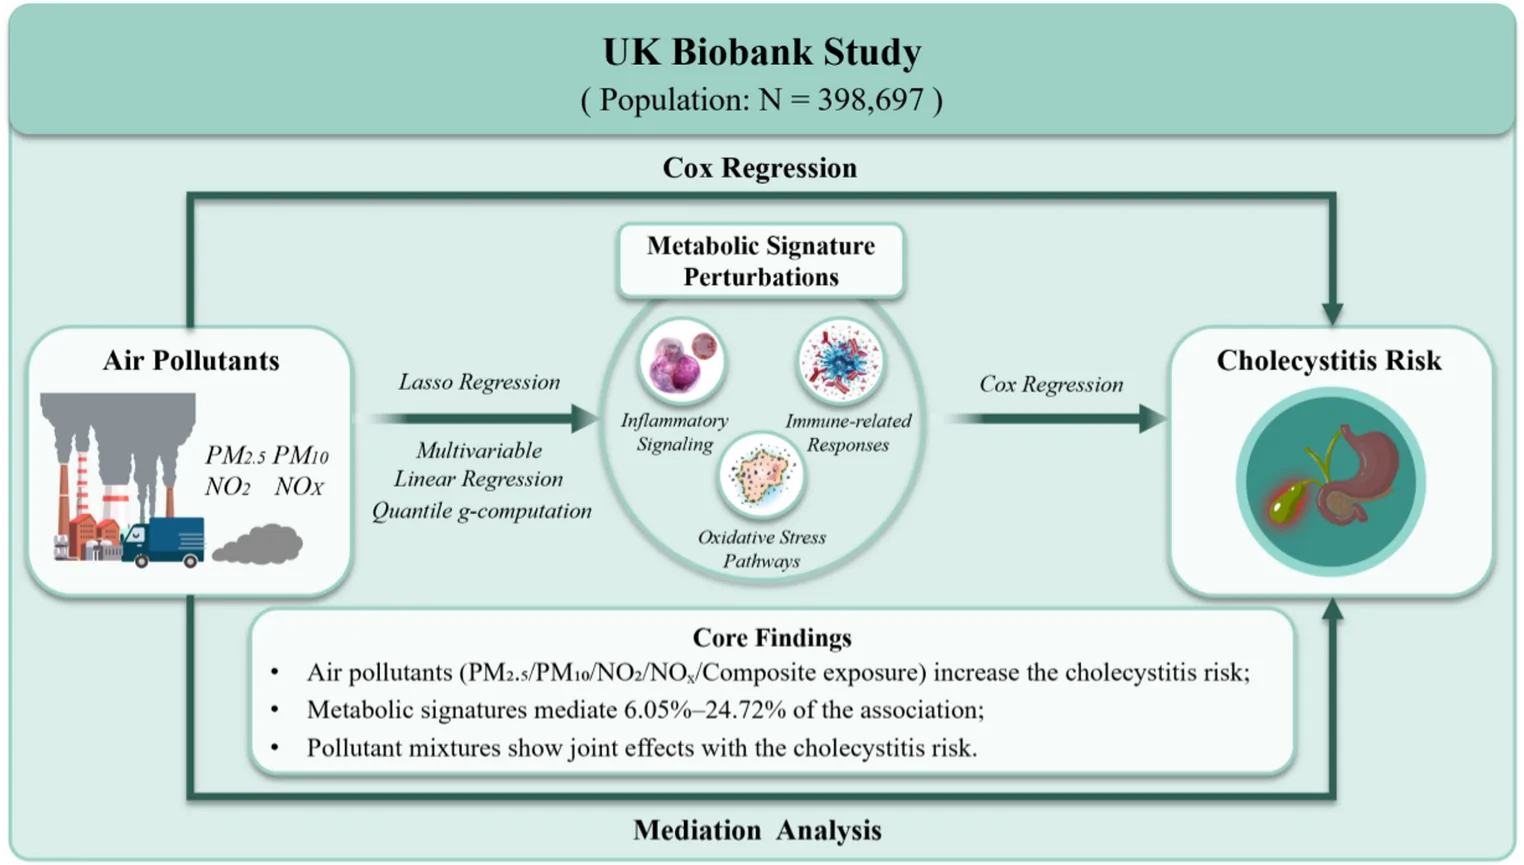 UK Biobank Study
( Population: N = 398,697 )
Cox Regression
Metabolic Signature
Perturbations
Air Pollutants
PM2.5 PM10
NO2 NOX
Lasso Regression
Multivariable
Linear Regression
Quantile g-computation
Inflammatory
Signaling
Immune-related
Responses
Oxidative Stress
Pathways
Cox Regression
Cholecystitis Risk
Core Findings
• Air pollutants (PM₂.₅/PM₁₀/NO₂/NOₓ/Composite exposure) increase the cholecystitis risk;
• Metabolic signatures mediate 6.05%–24.72% of the association;
• Pollutant mixtures show joint effects with the cholecystitis risk.
Mediation Analysis